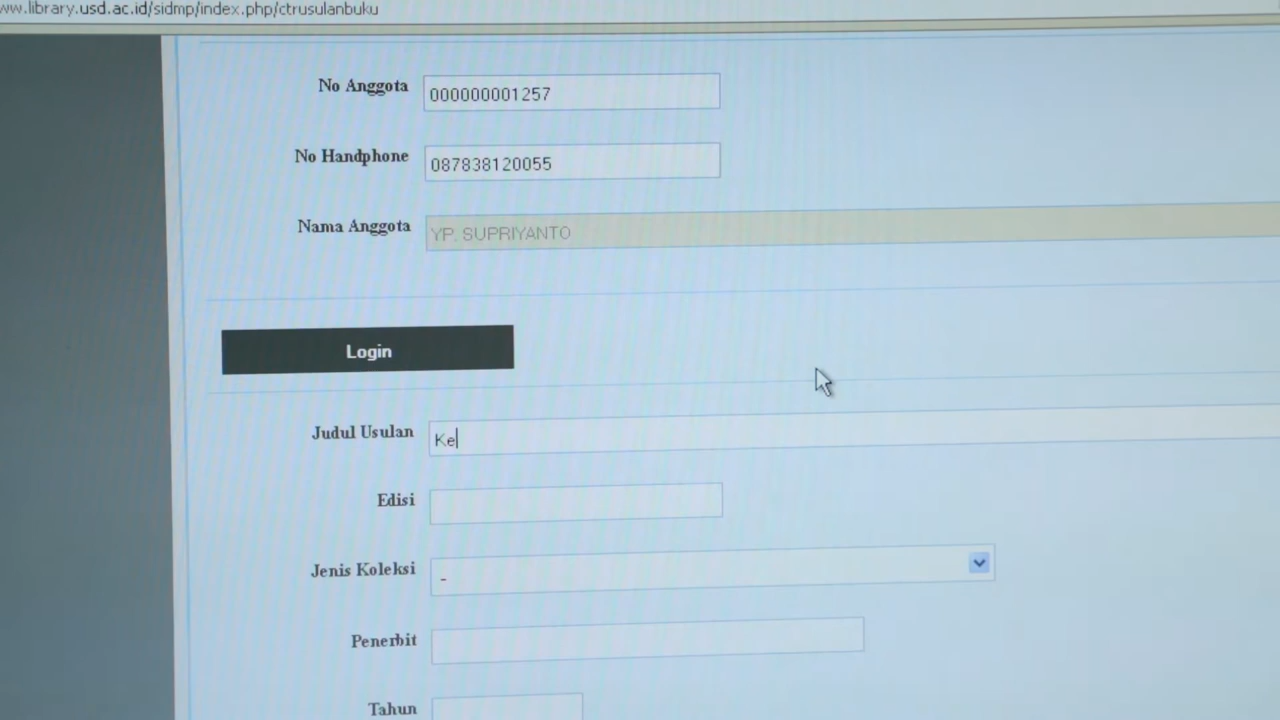 ww.library.usd.ac.id/sidmp/index.php/ctrusulanbuku
No Anggota 000000001257
No Handphone 087838120055
Nama Anggota YP. SUPRIYANTO
Login
Judul Usulan Ke
Edisi
Jenis Koleksi -
Penerbit
Tahun